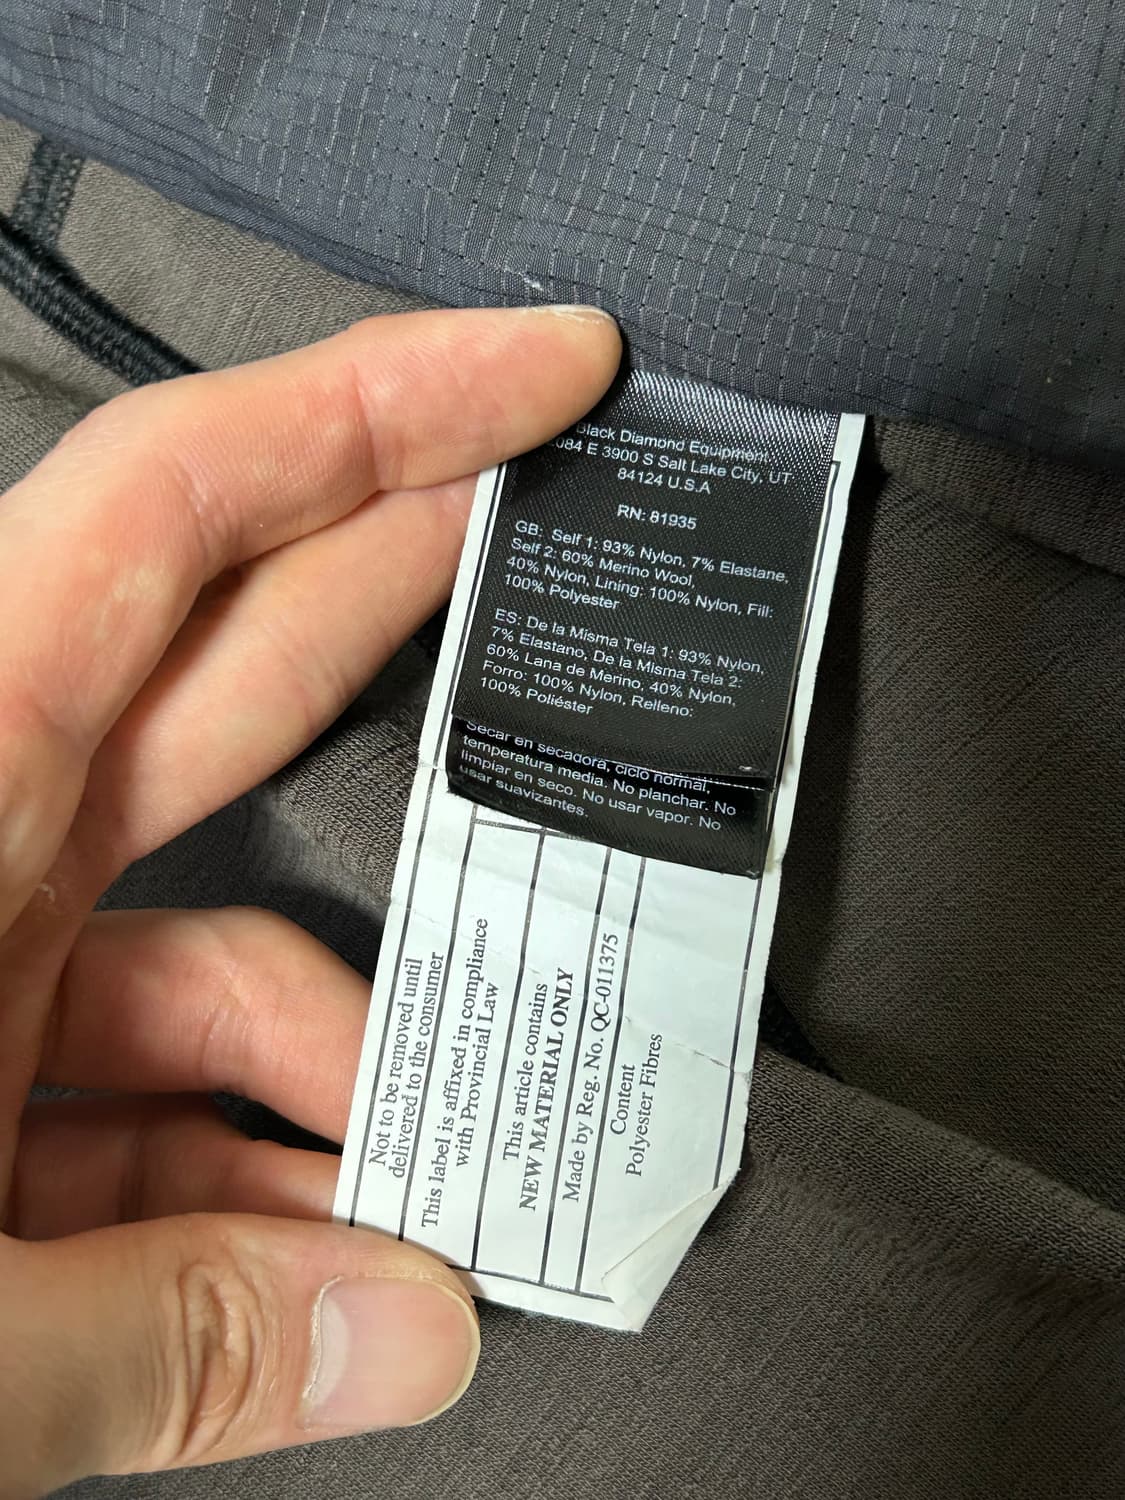 Black Diamond Equipment
2084 E 3900 S Salt Lake City, UT
84124 U.S.A
RN: 81935
GB: Self 1: 93% Nylon, 7% Elastane,
Self 2: 60% Merino Wool,
40% Nylon, Lining: 100% Nylon, Fill:
100% Polyester
ES: De la Misma Tela 1: 93% Nylon,
7% Elastano, De la Misma Tela 2:
60% Lana de Merino, 40% Nylon,
Forro: 100% Nylon, Relleno:
100% Poliéster
Secar en secadora, ciclo normal,
temperatura media. No planchar. No
limpiar en seco. No usar vapor. No
usar suavizantes.
Not to be removed until
delivered to the consumer
This label is affixed in compliance
with Provincial Law
This article contains
NEW MATERIAL ONLY
Made by Reg. No. QC-011375
Content
Polyester Fibres